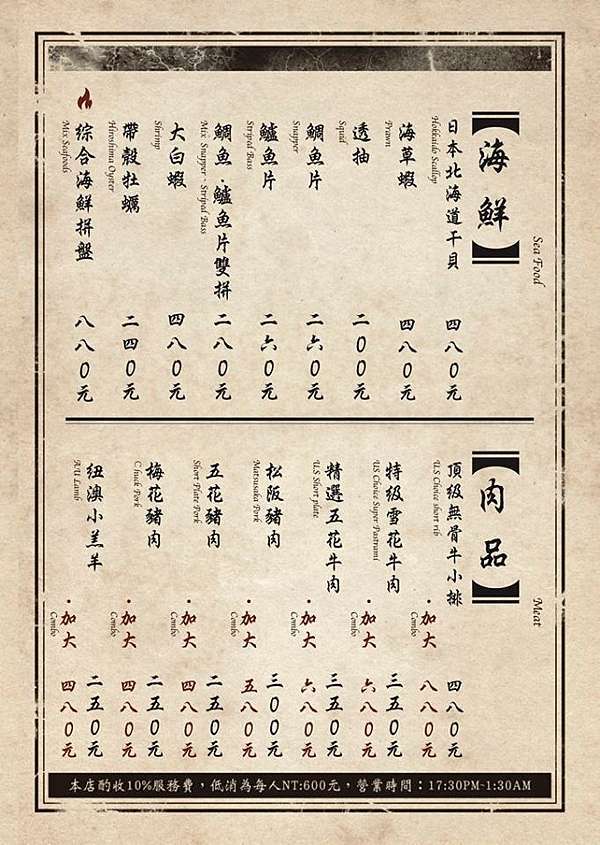 【海鮮】
Sea Food
日本北海道干貝
Hokkaido Scallop
四八〇元
海草蝦
Prawn
四八〇元
透抽
Squid
二〇〇元
鯛魚片
Snapper
二六〇元
鱸魚片
Striped Bass
二六〇元
鯛魚.鱸魚片雙拼
Mix Snapper、Stripal Bass
二八〇元
大白蝦
Shrimp
四八〇元
帶殼牡蠣
Hiroshima Oyster
二四〇元
綜合海鮮拼盤
Mix Seafoods
八八〇元
【肉品】
Meat
頂級無骨牛小排
U.S Choice short rib
四八〇元
·加大
Combo
八八〇元
特級雪花牛肉
US Choice Super Pastrami
三五〇元
·加大
Combo
六八〇元
精選五花牛肉
U.S Short plate
三五〇元
·加大
Combo
六八〇元
松阪豬肉
Matsusaka Pork
三〇〇元
·加大
Combo
五八〇元
五花豬肉
Short Plate Pork
二五〇元
·加大
Combo
四八〇元
梅花豬肉
Chuck Pork
二五〇元
·加大
Combo
四八〇元
紐澳小羔羊
A/U Lamb
二五〇元
·加大
Combo
四八〇元
本店酌收10%服務費，低消為每人NT:600元，營業時間：17:30PM~1:30AM